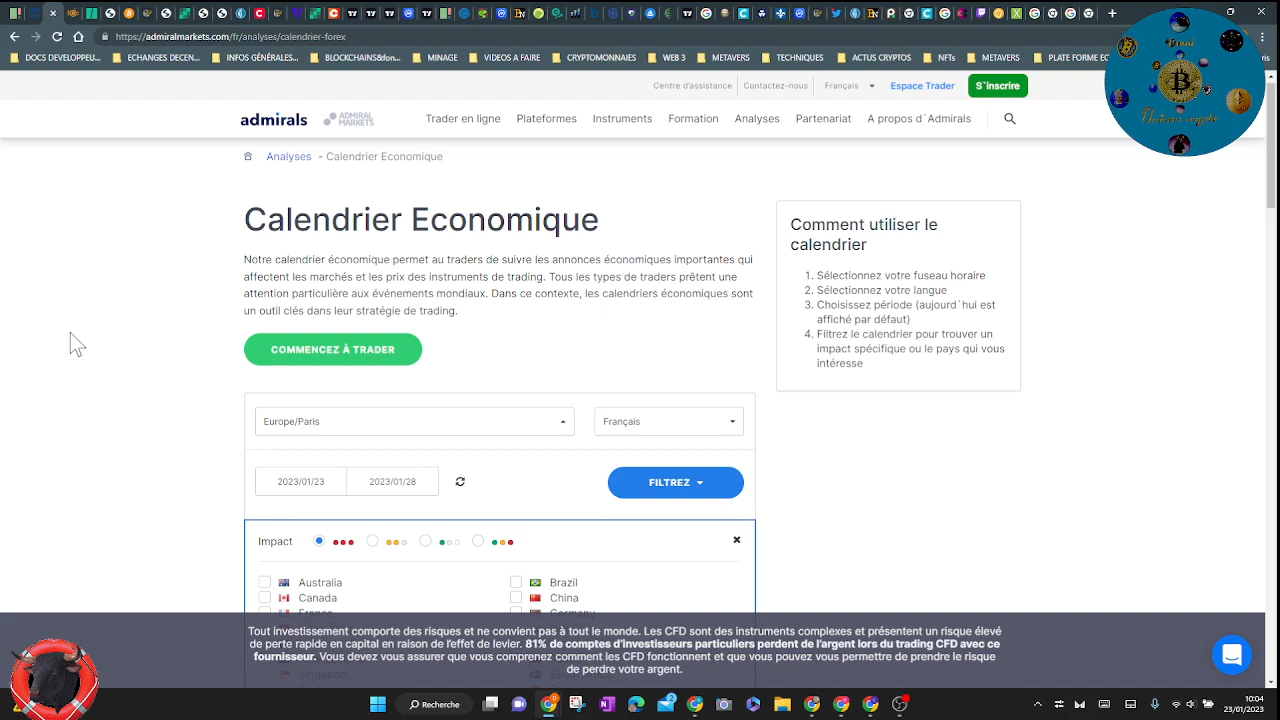 https://admiralmarkets.com/fr/analyses/calendrier-forex
DOCS DEVELOPPEU... ECHANGES DECEN... INFOS GÉNÉRALES... BLOCKCHAINS&fon... MINAGE VIDEOS A FAIRE CRYPTOMONNAIES WEB 3 METAVERS TECHNIQUES ACTUS CRYPTOS NFTs METAVERS PLATE FORME EC
Centre d'assistance Contactez-nous Français Espace Trader S`inscrire
admirals ADMIRAL MARKETS Trader en ligne Plateformes Instruments Formation Analyses Partenariat A propos d`Admirals
Analyses - Calendrier Economique
Calendrier Economique
Notre calendrier économique permet au traders de suivre les annonces économiques importantes qui
affectent les marchés et les prix des instruments de trading. Tous les types de traders prêtent une
attention particulière aux événements mondiaux. Dans ce contexte, les calendriers économiques sont
un outil clés dans leur stratégie de trading.
COMMENCEZ À TRADER
Comment utiliser le
calendrier
1. Sélectionnez votre fuseau horaire
2. Sélectionnez votre langue
3. Choisissez période (aujourd`hui est
affiché par défaut)
4. Filtrez le calendrier pour trouver un
impact spécifique ou le pays qui vous
intéresse
Europe/Paris Français
2023/01/23 2023/01/28 FILTREZ
Impact
Australia Brazil
Canada China
France Germany
Tout investissement comporte des risques et ne convient pas à tout le monde. Les CFD sont des instruments complexes et présentent un risque élevé
de perte rapide en capital en raison de l'effet de levier. 81% de comptes d'investisseurs particuliers perdent de l'argent lors du trading CFD avec ce
fournisseur. Vous devez vous assurer que vous comprenez comment les CFD fonctionnent et que vous pouvez vous permettre de prendre le risque
de perdre votre argent.
Singapore
Recherche
10:04
23/01/2023